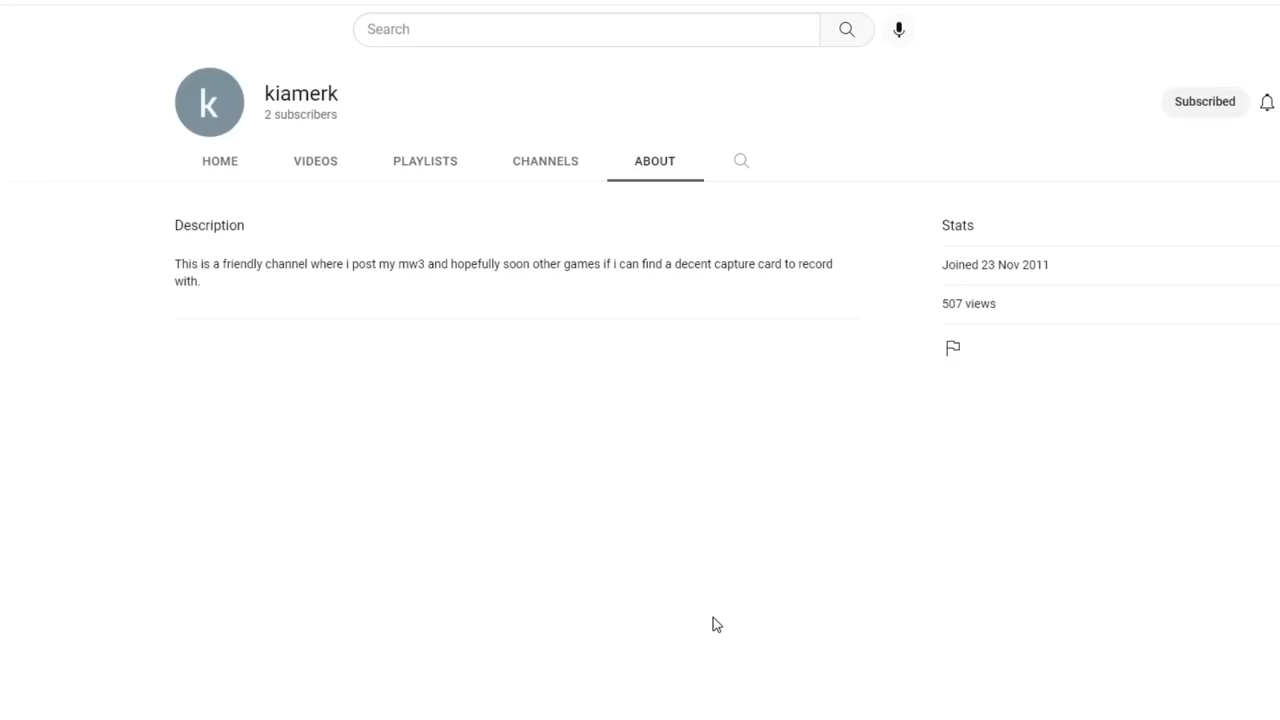 Search
k
kiamerk
2 subscribers
Subscribed
HOME VIDEOS PLAYLISTS CHANNELS ABOUT
Description
This is a friendly channel where i post my mw3 and hopefully soon other games if i can find a decent capture card to record
with.
Stats
Joined 23 Nov 2011
507 views